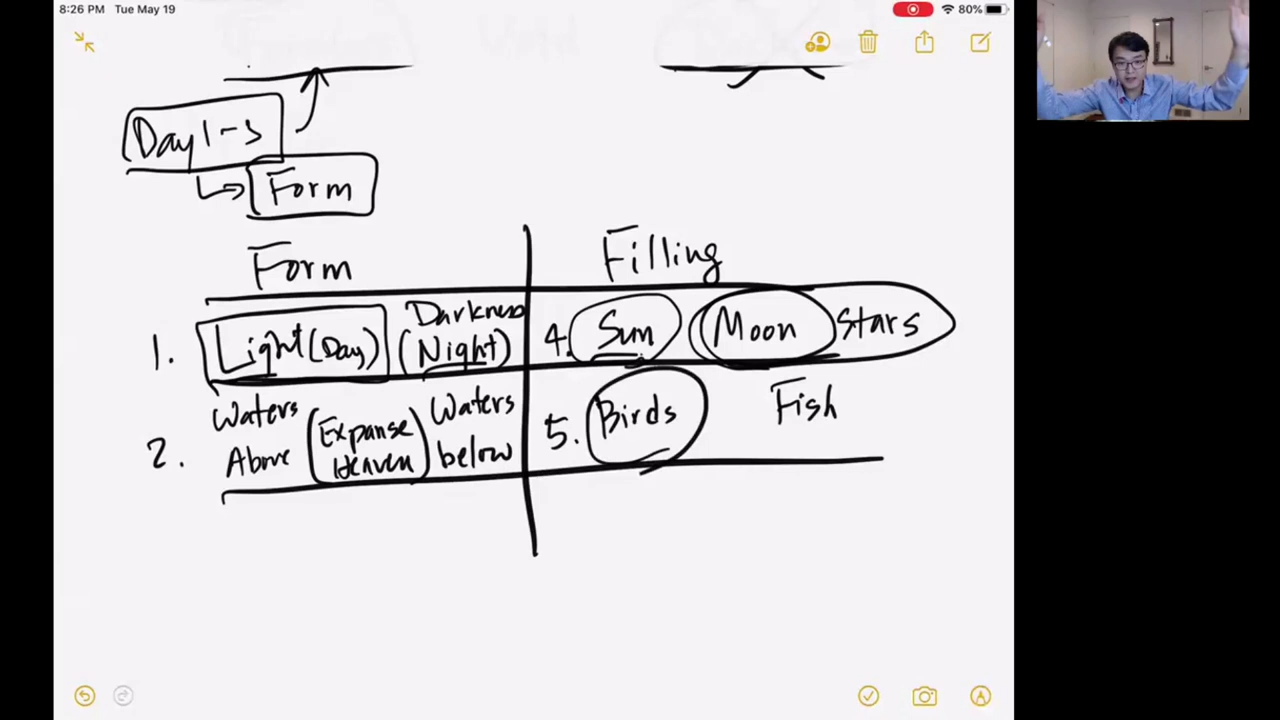 8:26 PM Tue May 19
80%
Day 1-3
Form
Form
Filling
1. Light (Day) Darkness (Night)
4. Sun Moon Stars
2. Waters Above (Expanse Heaven) Waters below
5. Birds Fish